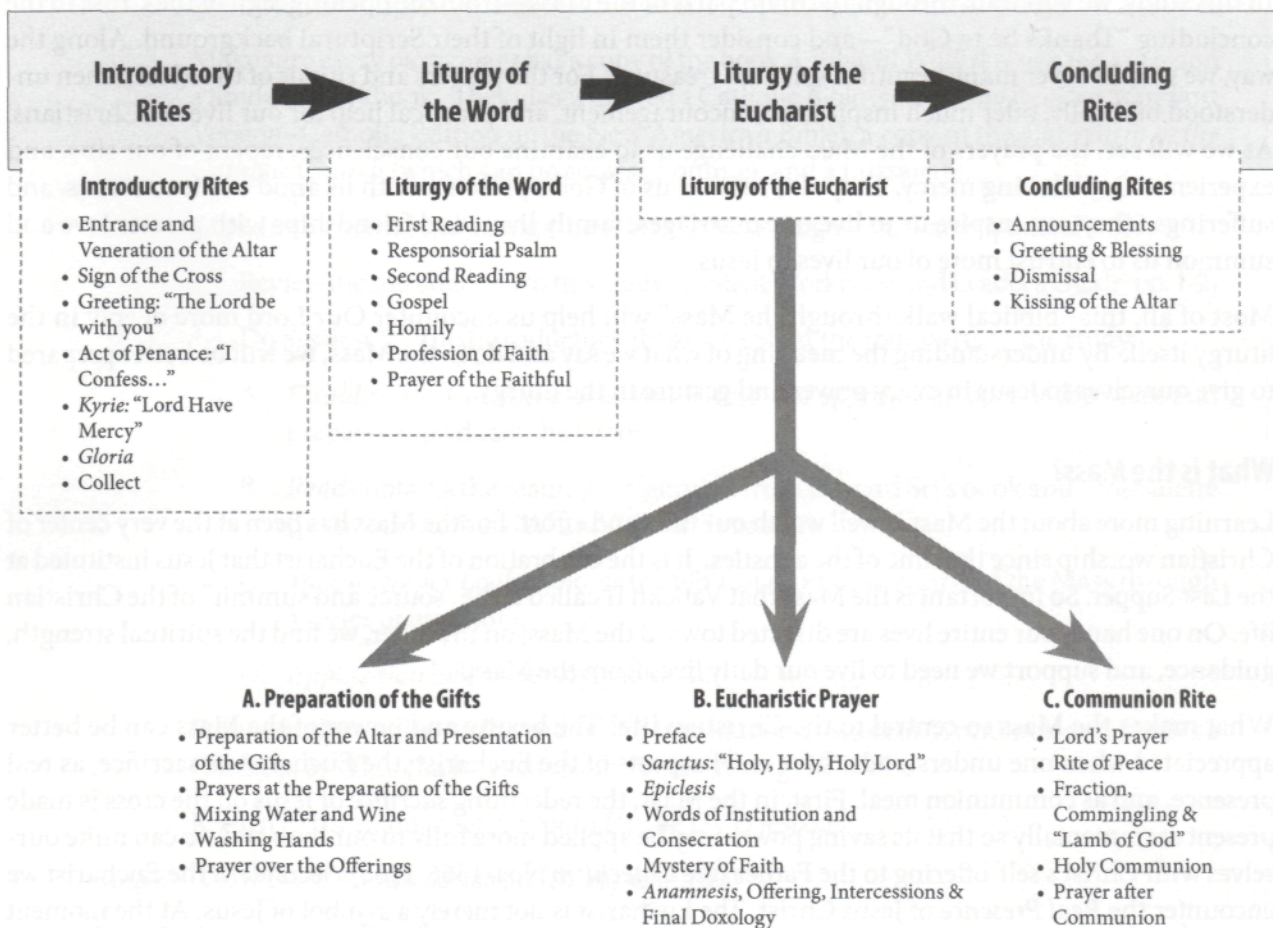 Introductory
Rites
Liturgy of
the Word
Liturgy of the
Eucharist
Concluding
Rites
Introductory Rites
• Entrance and
Veneration of the Altar
• Sign of the Cross
• Greeting: “The Lord be
with you”
• Act of Penance: “I
Confess…”
• Kyrie: “Lord Have
Mercy”
• Gloria
• Collect
Liturgy of the Word
• First Reading
• Responsorial Psalm
• Second Reading
• Gospel
• Homily
• Profession of Faith
• Prayer of the Faithful
Liturgy of the Eucharist
Concluding Rites
• Announcements
• Greeting & Blessing
• Dismissal
• Kissing of the Altar
A. Preparation of the Gifts
• Preparation of the Altar and Presentation
of the Gifts
• Prayers at the Preparation of the Gifts
• Mixing Water and Wine
• Washing Hands
• Prayer over the Offerings
B. Eucharistic Prayer
• Preface
• Sanctus: “Holy, Holy, Holy Lord”
• Epiclesis
• Words of Institution and
Consecration
• Mystery of Faith
• Anamnesis, Offering, Intercessions &
Final Doxology
C. Communion Rite
• Lord’s Prayer
• Rite of Peace
• Fraction,
Commingling &
“Lamb of God”
• Holy Communion
• Prayer after
Communion